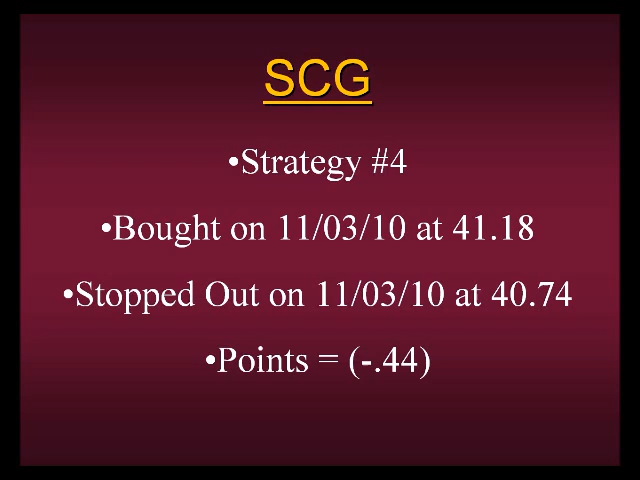 SCG
•Strategy #4
•Bought on 11/03/10 at 41.18
•Stopped Out on 11/03/10 at 40.74
•Points = (-.44)